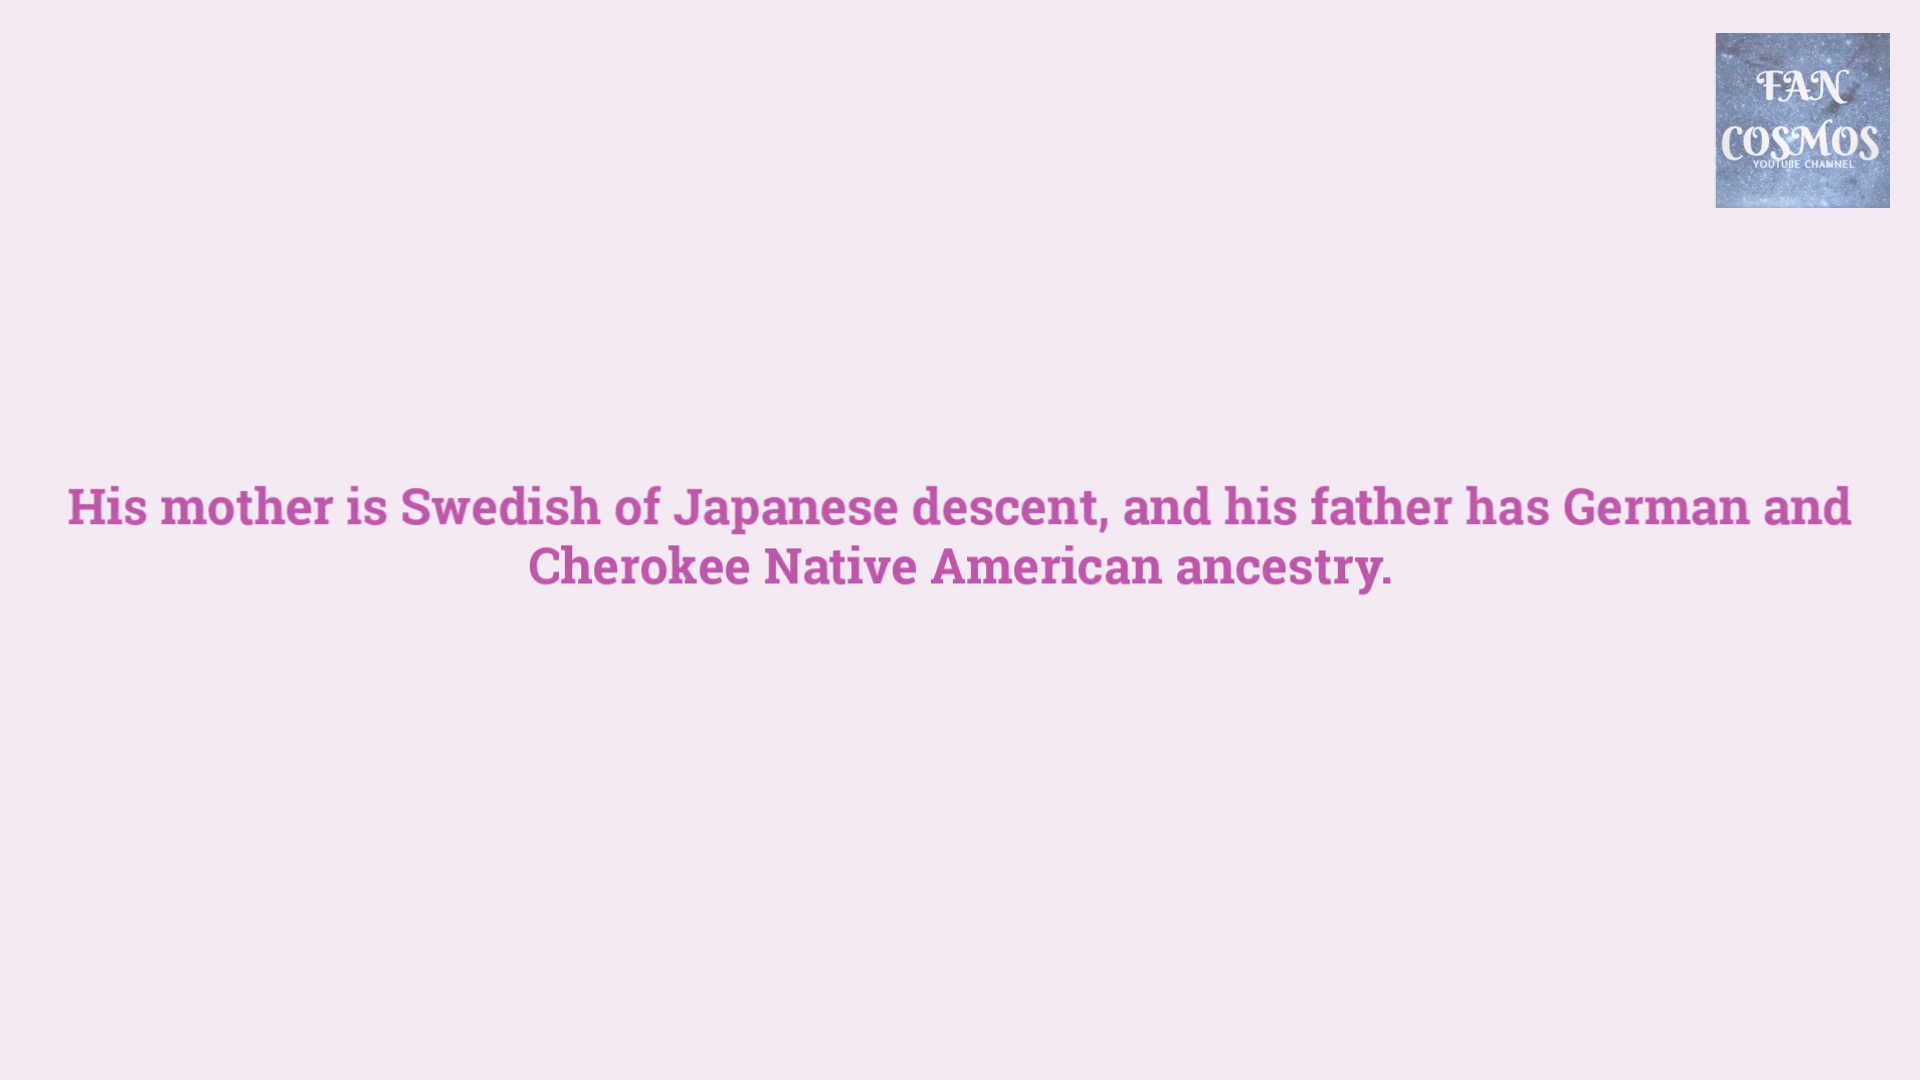 FAN
COSMOS
YOUTUBE CHANNEL
His mother is Swedish of Japanese descent, and his father has German and
Cherokee Native American ancestry.